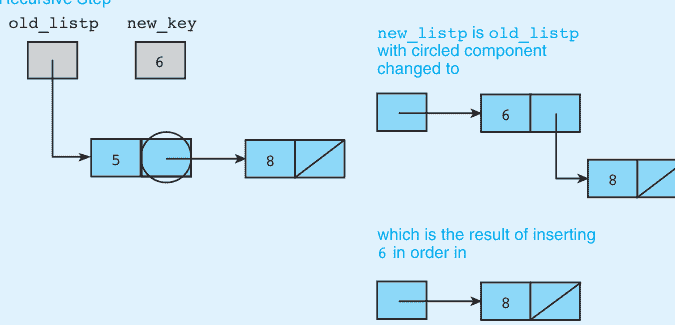 Recursive Step
old_listp new_key
6
5
8
new_listp is old_listp
with circled component
changed to
6
8
which is the result of inserting
6 in order in
8